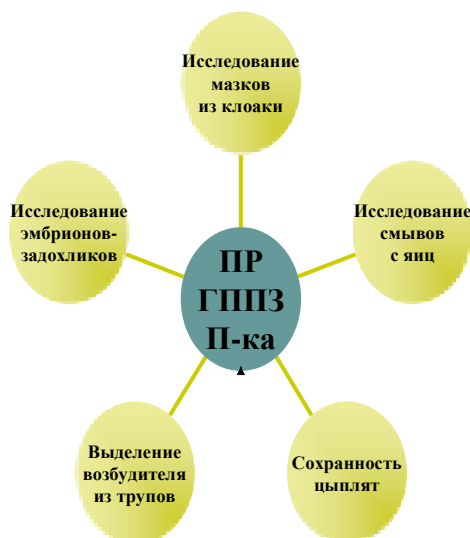 Исследование
мазков
из клоаки
Исследование
эмбрионов-
задохликов
Исследование
смывов
с яиц
ПР
ГППЗ
П-ка
Выделение
возбудителя
из трупов
Сохранность
цыплят